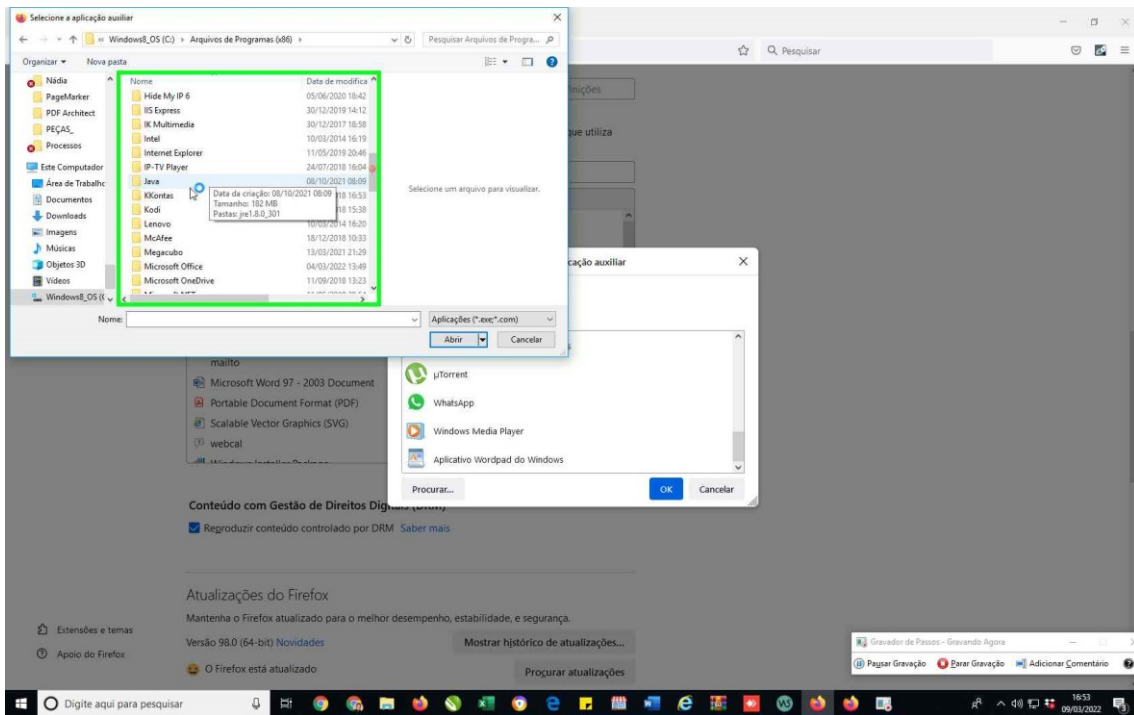 Selecione a aplicação auxiliar
Windows8_OS (C:) › Arquivos de Programas (x86) ›
Pesquisar Arquivos de Progra...
Pesquisar
Organizar
Nova pasta
Nome
Data de modifica
Nádia
PageMarker
PDF Architect
PEÇAS_
Processos
Este Computador
Área de Trabalho
Documentos
Downloads
Imagens
Músicas
Objetos 3D
Vídeos
Windows8_OS (C
Hide My IP 6 05/06/2020 18:42
IIS Express 30/12/2019 14:12
IK Multimedia 30/12/2017 18:58
Intel 10/03/2014 16:19
Internet Explorer 11/05/2019 20:46
IP-TV Player 24/07/2018 16:04
Java 08/10/2021 08:09
KKontas 18 16:53
Kodi 18 15:38
Lenovo 10/03/2014 16:20
McAfee 18/12/2018 10:33
Megacubo 13/03/2021 21:29
Microsoft Office 04/03/2022 13:49
Microsoft OneDrive 11/09/2018 13:23
Data da criação: 08/10/2021 08:09
Tamanho: 182 MB
Pastas: jre1.8.0_301
Selecione um arquivo para visualizar.
Nome:
Aplicações (*.exe;*.com)
Abrir
Cancelar
inições
que utiliza
cação auxiliar
µTorrent
WhatsApp
Windows Media Player
Aplicativo Wordpad do Windows
Procurar...
OK
Cancelar
mailto
Microsoft Word 97 - 2003 Document
Portable Document Format (PDF)
Scalable Vector Graphics (SVG)
webcal
Conteúdo com Gestão de Direitos Digitais (DRM)
Reproduzir conteúdo controlado por DRM Saber mais
Atualizações do Firefox
Mantenha o Firefox atualizado para o melhor desempenho, estabilidade, e segurança.
Versão 98.0 (64-bit) Novidades
Mostrar histórico de atualizações...
O Firefox está atualizado
Procurar atualizações
Extensões e temas
Apoio do Firefox
Gravador de Passos - Gravando Agora
Pausar Gravação
Parar Gravação
Adicionar Comentário
Digite aqui para pesquisar
16:53
09/03/2022